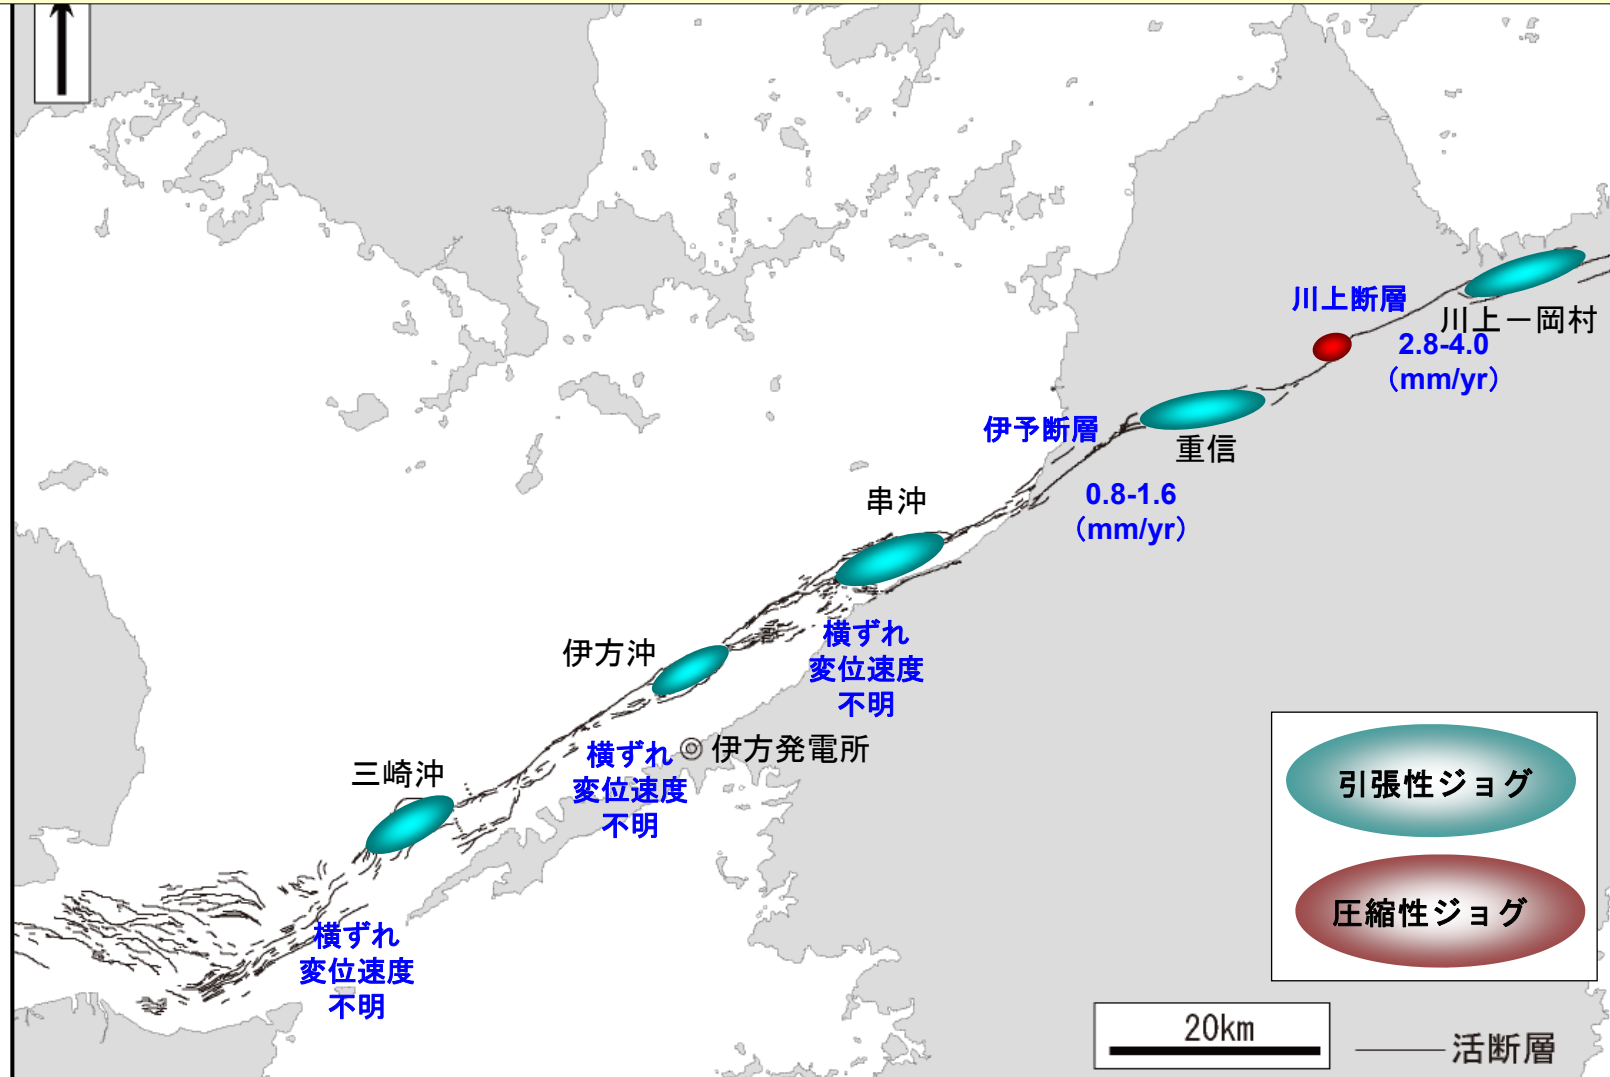 川上断層
川上ー岡村
2.8-4.0
（mm/yr）
伊予断層
重信
0.8-1.6
（mm/yr）
串沖
横ずれ
変位速度
不明
伊方沖
伊方発電所
横ずれ
変位速度
不明
三崎沖
横ずれ
変位速度
不明
引張性ジョグ
圧縮性ジョグ
20km
活断層